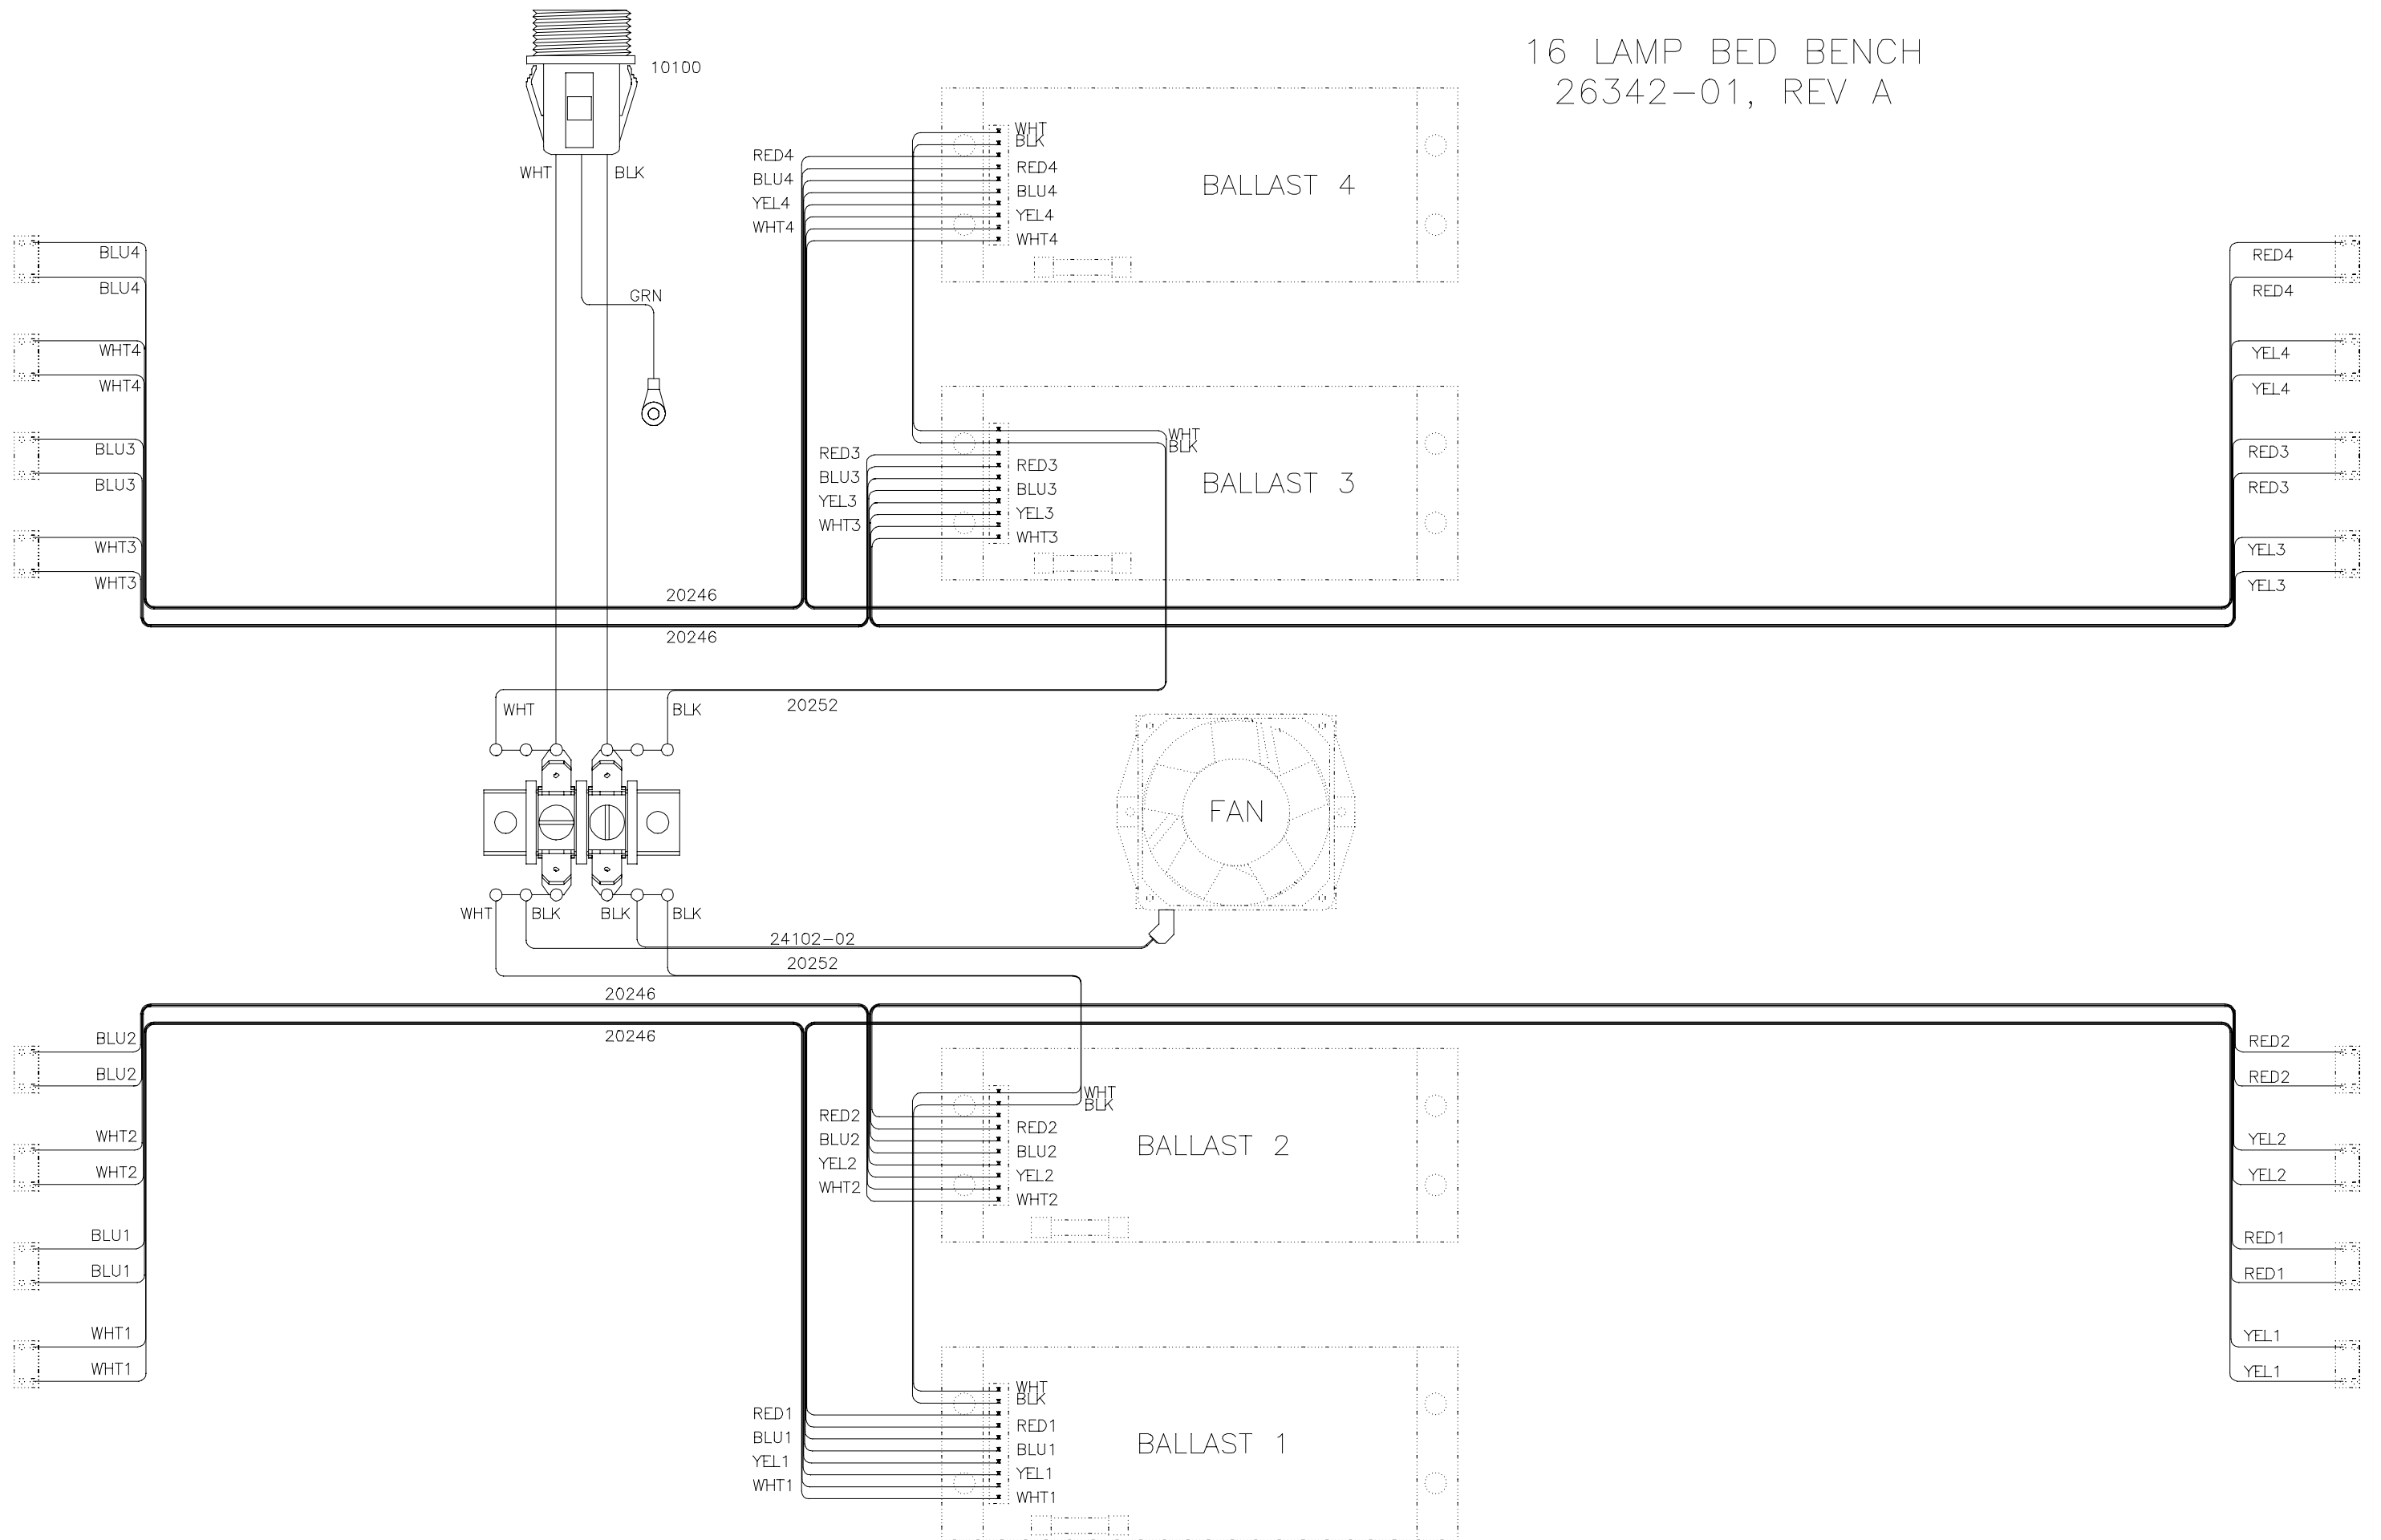 16 LAMP BED BENCH
26342-01, REV A
10100
WHT
BLK
GRN
WHT
BLK
RED4
RED4
BLU4
BLU4
YEL4
YEL4
WHT4
WHT4
BALLAST 4
BLU4
BLU4
WHT4
WHT4
BLU3
BLU3
WHT3
WHT3
RED4
RED4
YEL4
YEL4
RED3
RED3
YEL3
YEL3
WHT
BLK
RED3
RED3
BLU3
BLU3
YEL3
YEL3
WHT3
WHT3
BALLAST 3
20246
20246
WHT
BLK
20252
FAN
WHT
BLK
BLK
BLK
24102-02
20252
20246
20246
BLU2
BLU2
WHT2
WHT2
BLU1
BLU1
WHT1
WHT1
WHT
BLK
RED2
RED2
BLU2
BLU2
YEL2
YEL2
WHT2
WHT2
BALLAST 2
RED2
RED2
YEL2
YEL2
RED1
RED1
YEL1
YEL1
WHT
BLK
RED1
RED1
BLU1
BLU1
YEL1
YEL1
WHT1
WHT1
BALLAST 1